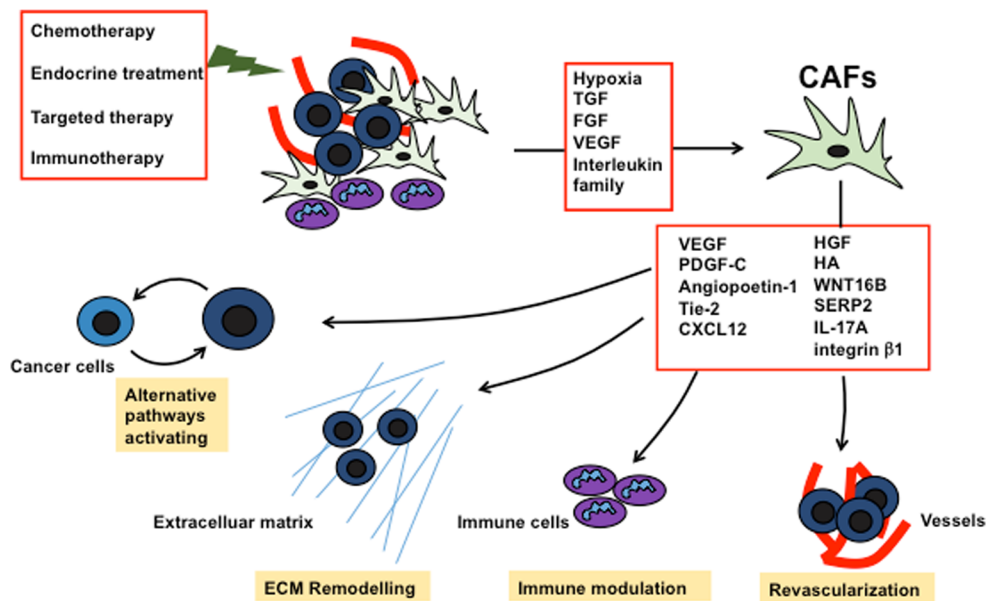 Chemotherapy
Endocrine treatment
Targeted therapy
Immunotherapy
Hypoxia
TGF
FGF
VEGF
Interleukin
family
CAFs
VEGF
PDGF-C
Angiopoetin-1
Tie-2
CXCL12
HGF
HA
WNT16B
SERP2
IL-17A
integrin β1
Cancer cells
Alternative
pathways
activating
Extracelluar matrix
ECM Remodelling
Immune cells
Immune modulation
Vessels
Revascularization